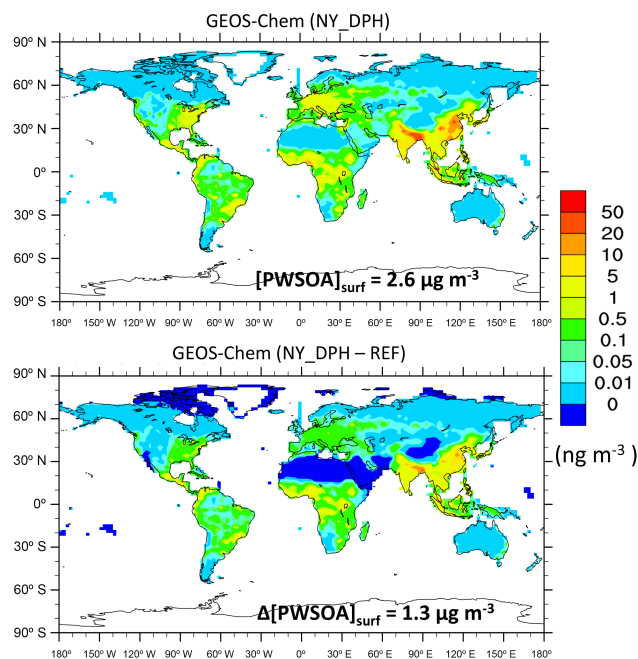 GEOS-Chem (NY_DPH)
90° N
60° N
30° N
0°
30° S
60° S
90° S
[PWSOA]surf = 2.6 µg m-3
180° 150° W 120° W 90° W 60° W 30° W 0° 30° E 60° E 90° E 120° E 150° E 180°
50
20
10
5
1
0.5
0.1
0.05
0.01
0
(ng m-3 )
GEOS-Chem (NY_DPH – REF)
90° N
60° N
30° N
0°
30° S
60° S
90° S
Δ[PWSOA]surf = 1.3 µg m-3
180° 150° W 120° W 90° W 60° W 30° W 0° 30° E 60° E 90° E 120° E 150° E 180°